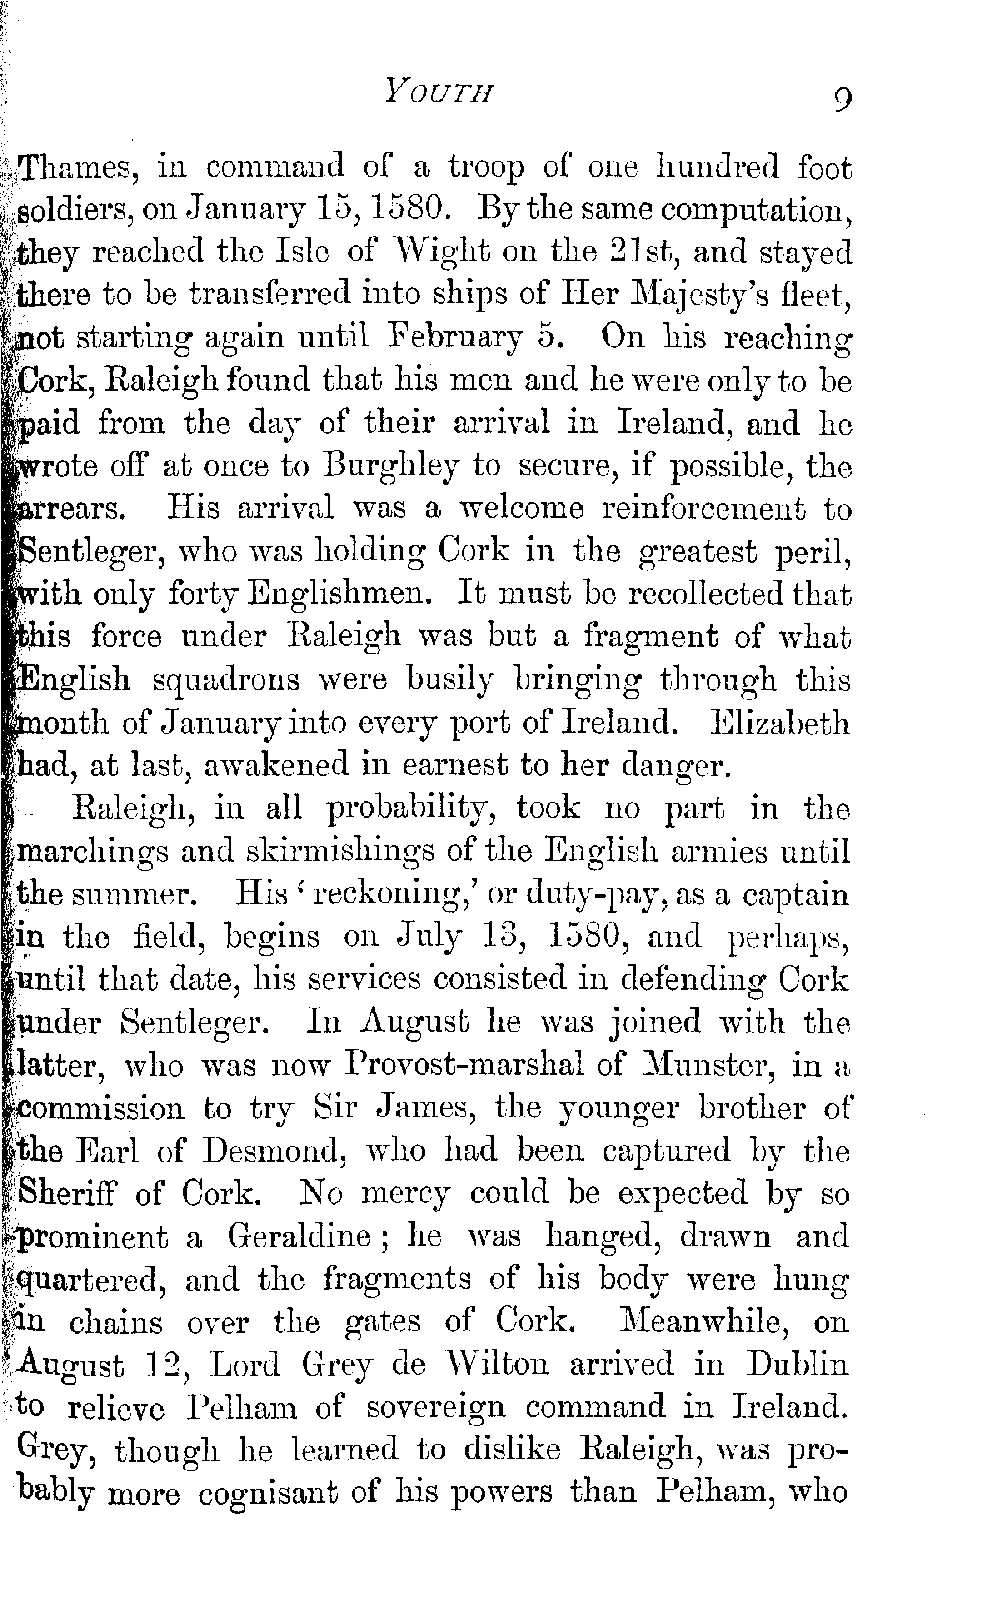 YOUTH 9
Thames, in command of a troop of one hundred foot
soldiers, on January 15, 1580. By the same computation,
they reached the Isle of Wight on the 21st, and stayed
there to be transferred into ships of Her Majesty's fleet,
not starting again until February 5. On his reaching
Cork, Raleigh found that his men and he were only to be
paid from the day of their arrival in Ireland, and he
wrote off at once to Burghley to secure, if possible, the
arrears. His arrival was a welcome reinforcement to
Sentleger, who was holding Cork in the greatest peril,
with only forty Englishmen. It must be recollected that
this force under Raleigh was but a fragment of what
English squadrons were busily bringing through this
month of January into every port of Ireland. Elizabeth
had, at last, awakened in earnest to her danger.
Raleigh, in all probability, took no part in the
marchings and skirmishings of the English armies until
the summer. His ‘reckoning,’ or duty-pay, as a captain
in the field, begins on July 13, 1580, and perhaps,
until that date, his services consisted in defending Cork
under Sentleger. In August he was joined with the
latter, who was now Provost-marshal of Munster, in a
commission to try Sir James, the younger brother of
the Earl of Desmond, who had been captured by the
Sheriff of Cork. No mercy could be expected by so
prominent a Geraldine; he was hanged, drawn and
quartered, and the fragments of his body were hung
in chains over the gates of Cork. Meanwhile, on
August 12, Lord Grey de Wilton arrived in Dublin
to relieve Pelham of sovereign command in Ireland.
Grey, though he learned to dislike Raleigh, was pro-
bably more cognisant of his powers than Pelham, who